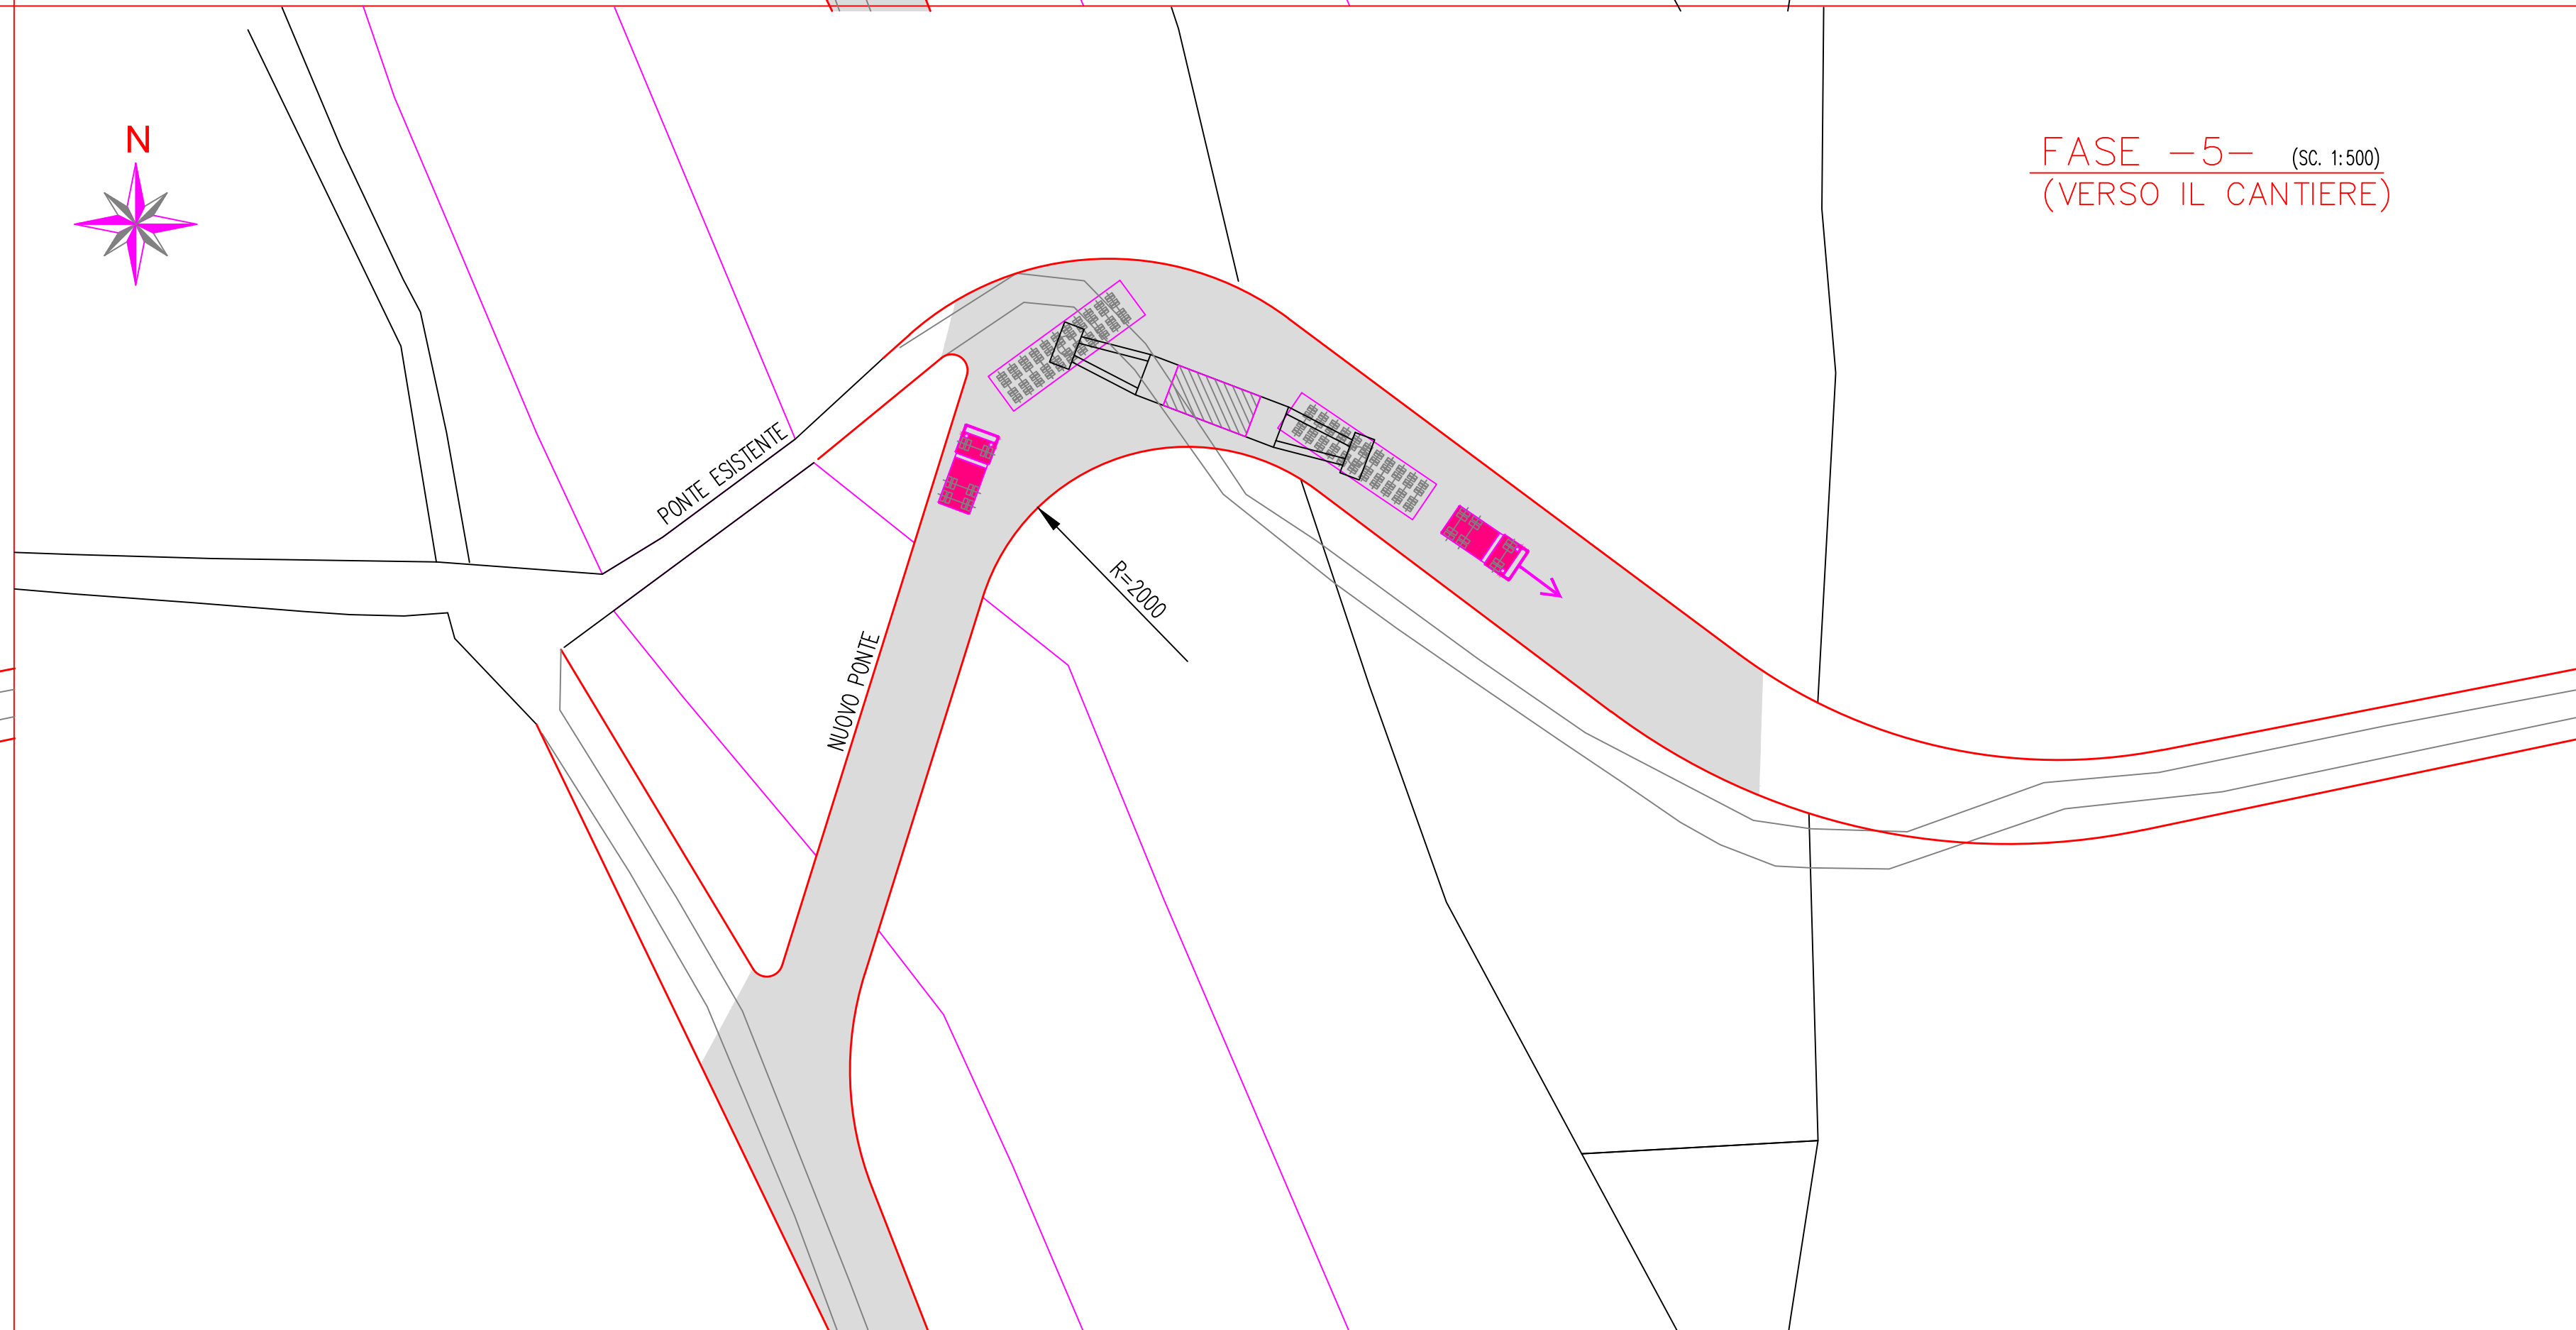 N
FASE -5- (SC. 1:500)
(VERSO IL CANTIERE)
PONTE ESISTENTE
R=2000
NUOVO PONTE